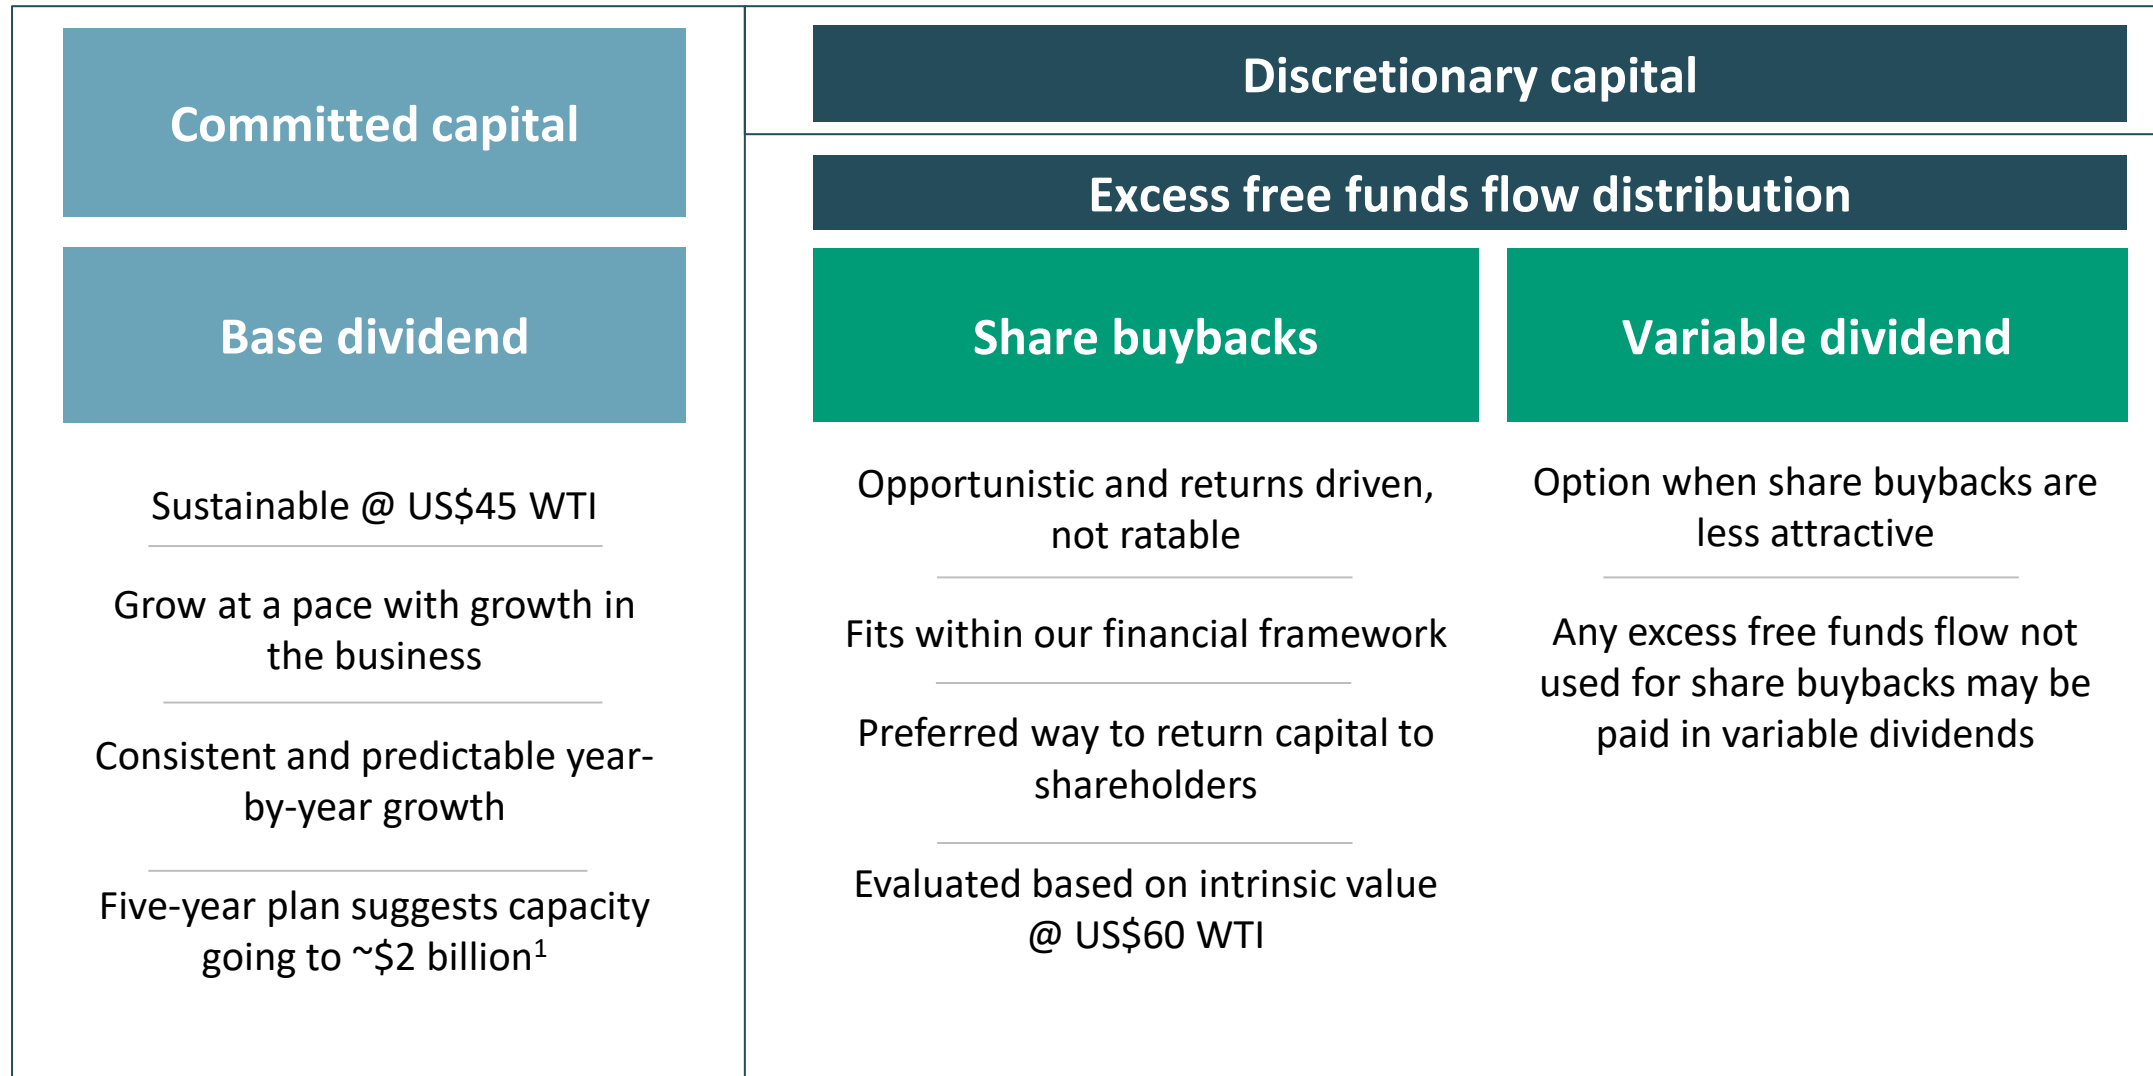 Committed capital
Base dividend
Sustainable @ US$45 WTI
Grow at a pace with growth in
the business
Consistent and predictable year-
by-year growth
Five-year plan suggests capacity
going to ~$2 billion¹
Discretionary capital
Excess free funds flow distribution
Share buybacks
Opportunistic and returns driven,
not ratable
Fits within our financial framework
Preferred way to return capital to
shareholders
Evaluated based on intrinsic value
@ US$60 WTI
Variable dividend
Option when share buybacks are
less attractive
Any excess free funds flow not
used for share buybacks may be
paid in variable dividends